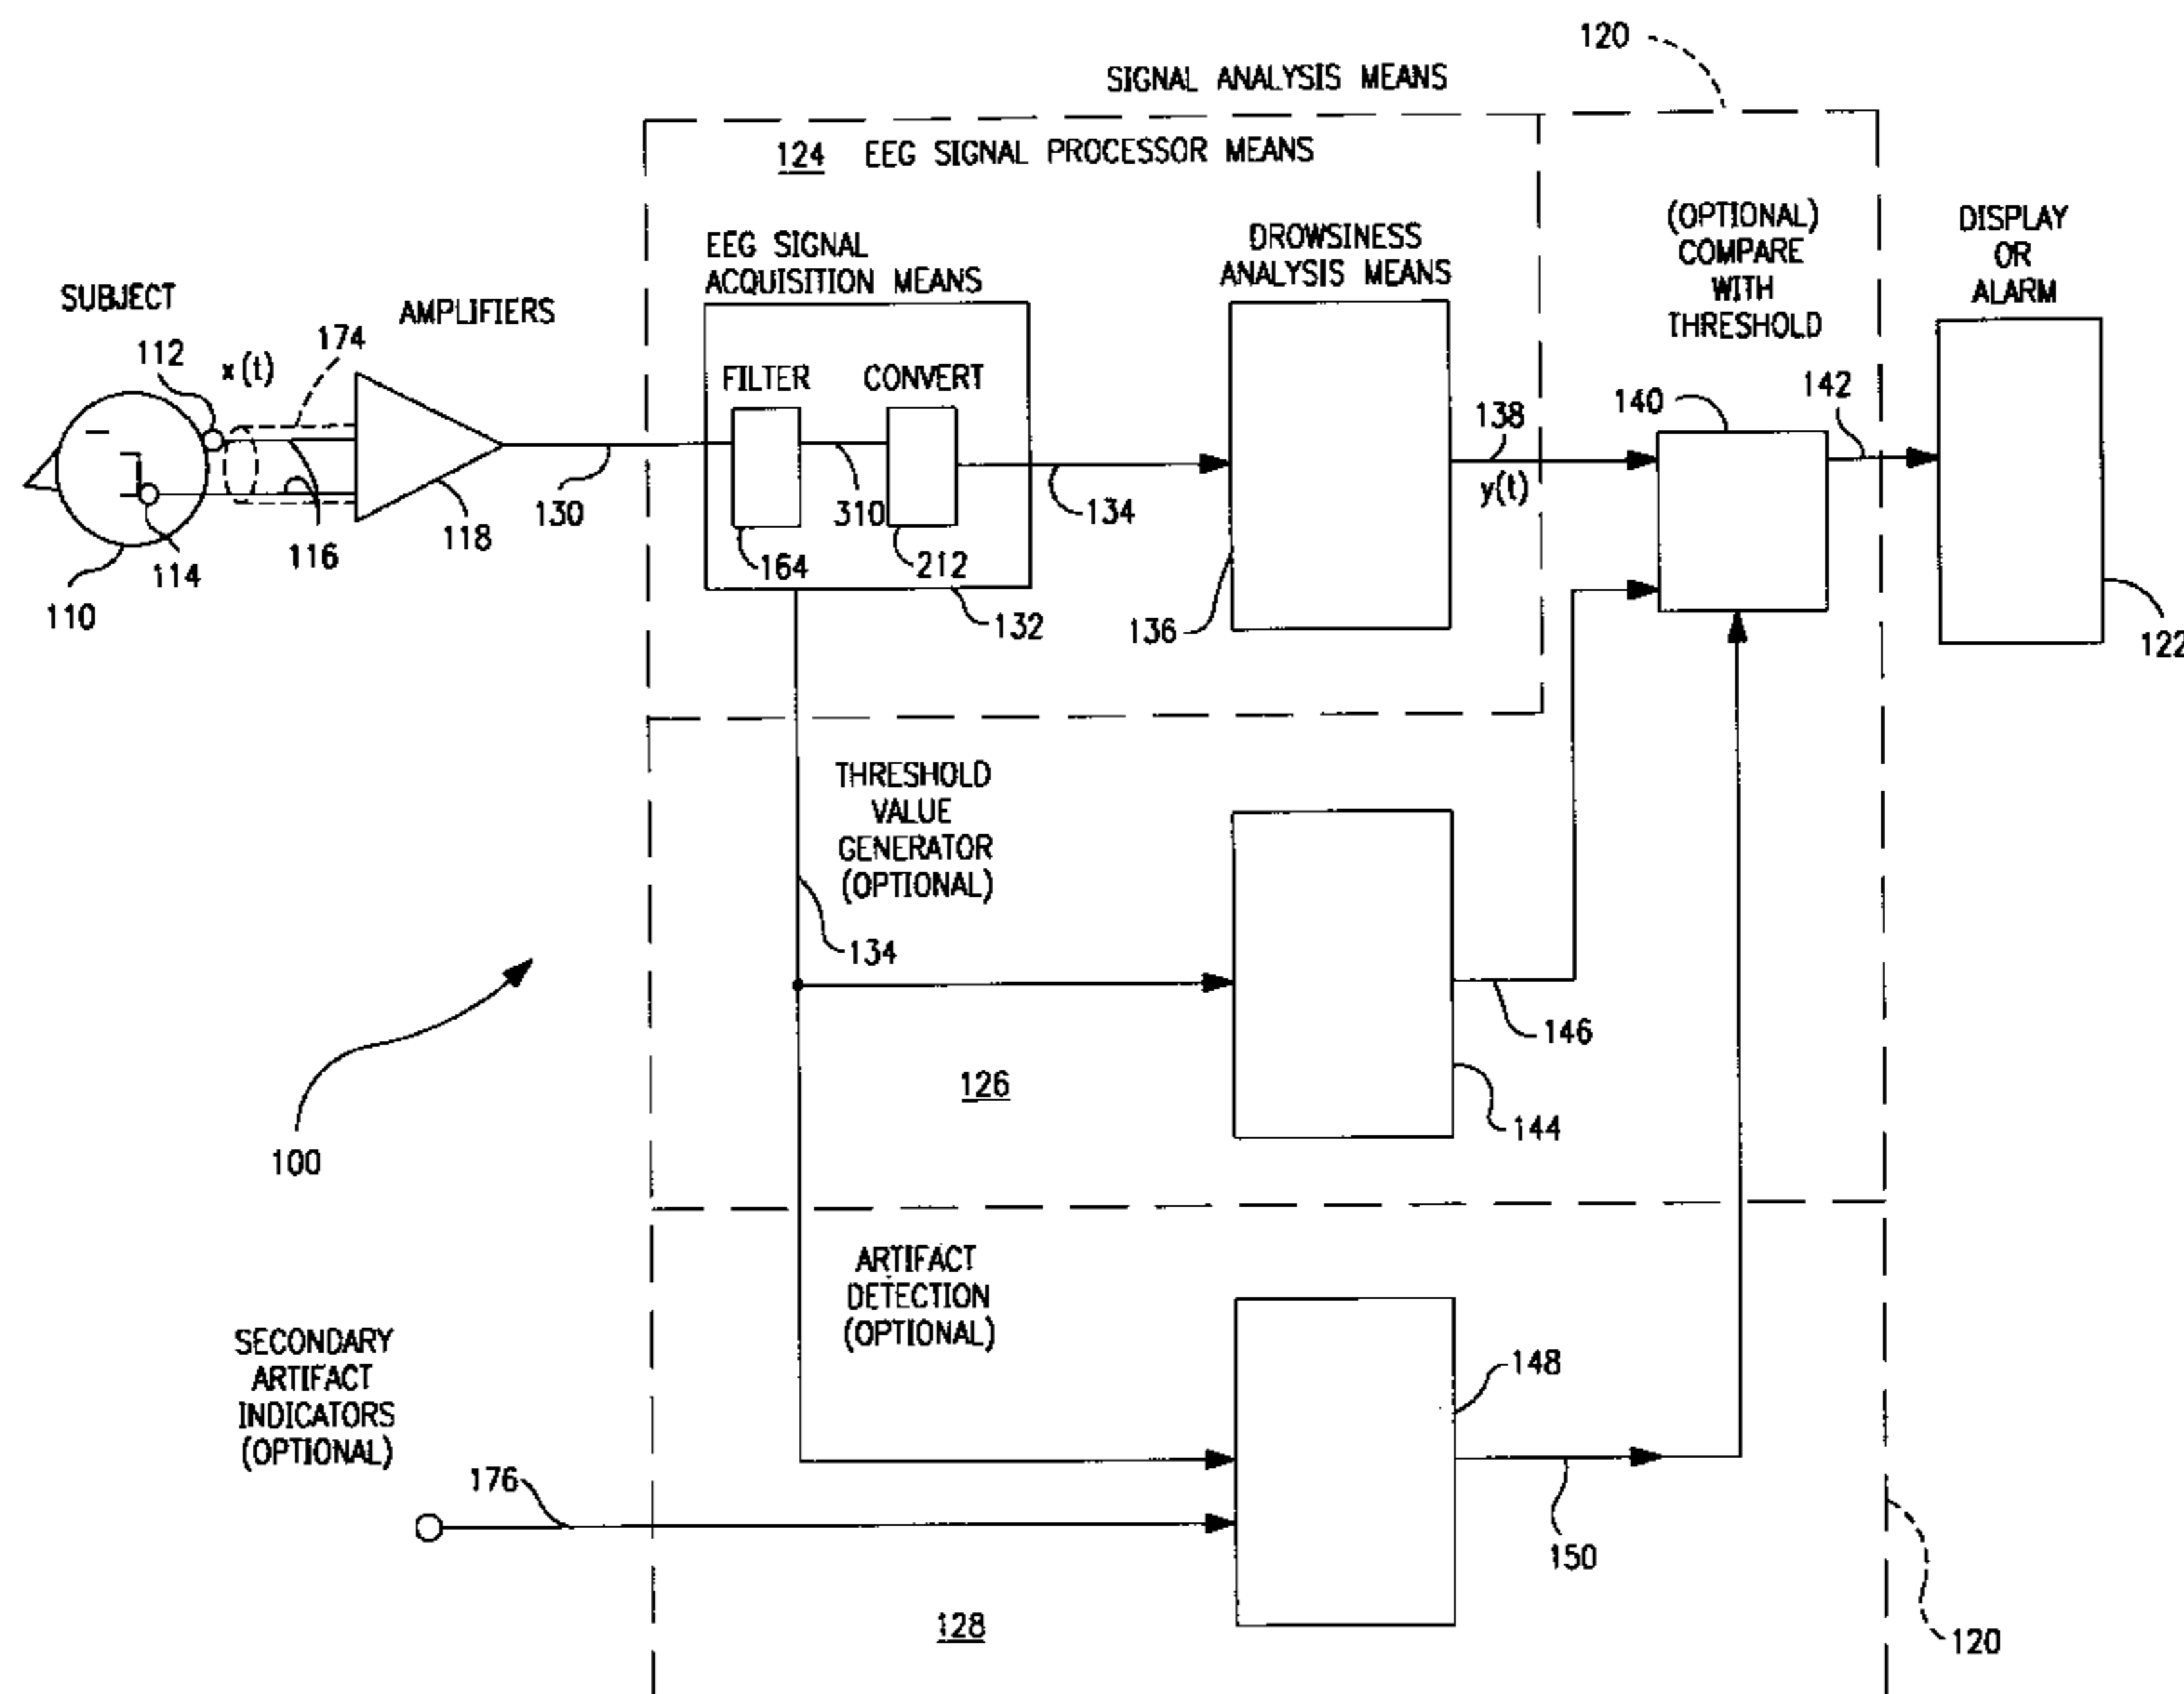 120
SIGNAL ANALYSIS MEANS
124 EEG SIGNAL PROCESSOR MEANS
(OPTIONAL)
COMPARE
WITH
THRESHOLD
DISPLAY
OR
ALARM
EEG SIGNAL
ACQUISITION MEANS
DROWSINESS
ANALYSIS MEANS
SUBJECT
AMPLIFIERS
112
x(t)
174
FILTER
CONVERT
138
y(t)
140
142
110
114
116
118
130
164
310
212
134
132
136
122
THRESHOLD
VALUE
GENERATOR
(OPTIONAL)
134
146
126
144
100
ARTIFACT
DETECTION
(OPTIONAL)
148
SECONDARY
ARTIFACT
INDICATORS
(OPTIONAL)
176
150
128
120